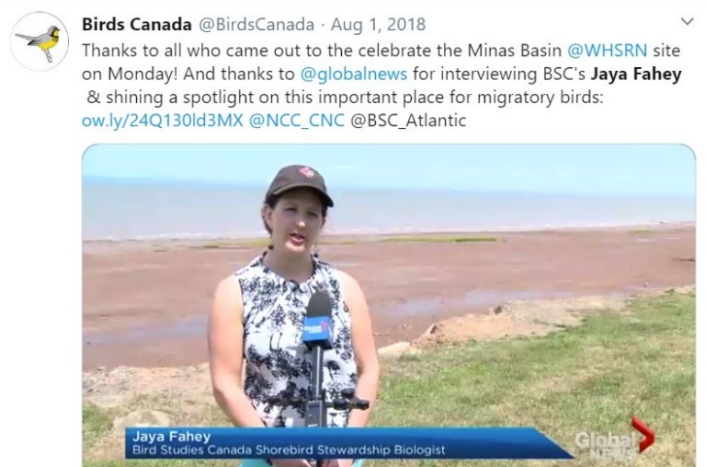 Birds Canada @BirdsCanada · Aug 1, 2018
Thanks to all who came out to the celebrate the Minas Basin @WHSRN site
on Monday! And thanks to @globalnews for interviewing BSC's Jaya Fahey
& shining a spotlight on this important place for migratory birds:
ow.ly/24Q130ld3MX @NCC_CNC @BSC_Atlantic
Global
Jaya Fahey
Bird Studies Canada Shorebird Stewardship Biologist
Global
NEWS